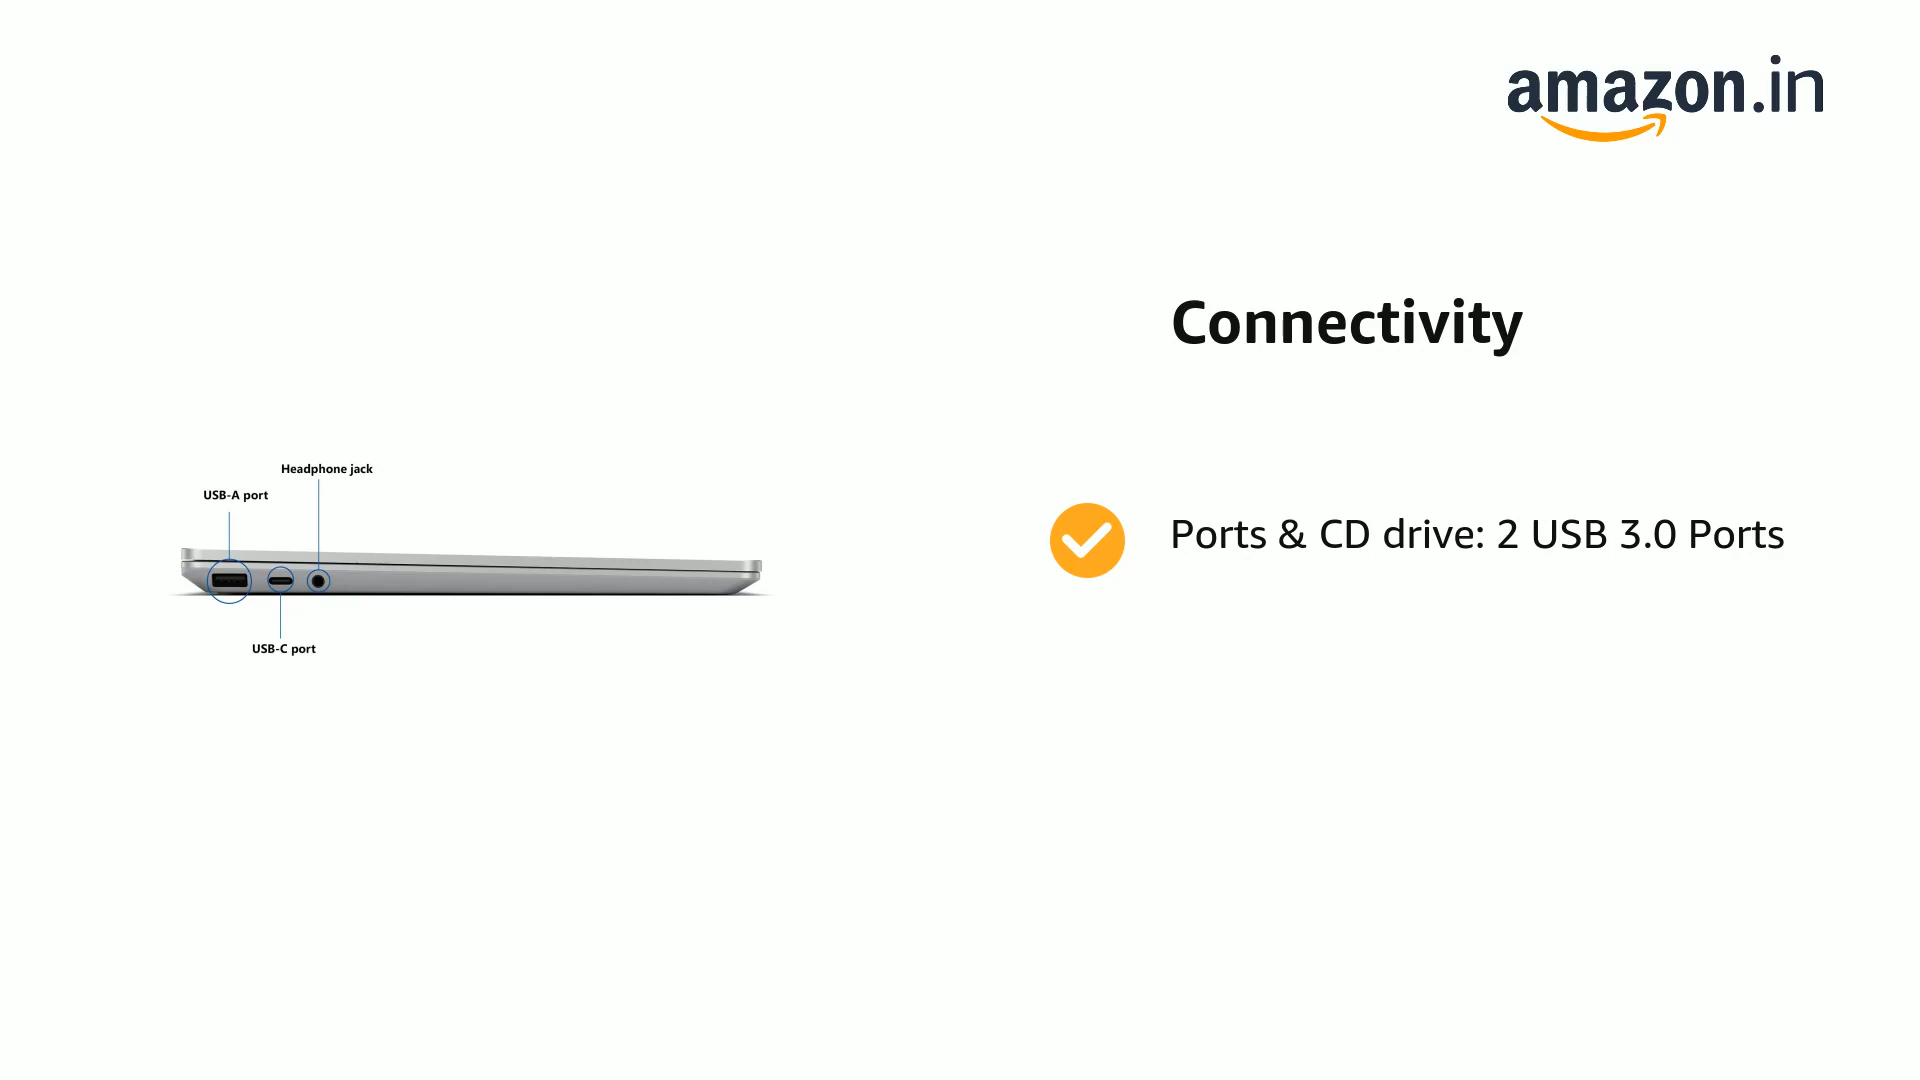 amazon.in
Connectivity
Headphone jack
USB-A port
Ports & CD drive: 2 USB 3.0 Ports
USB-C port